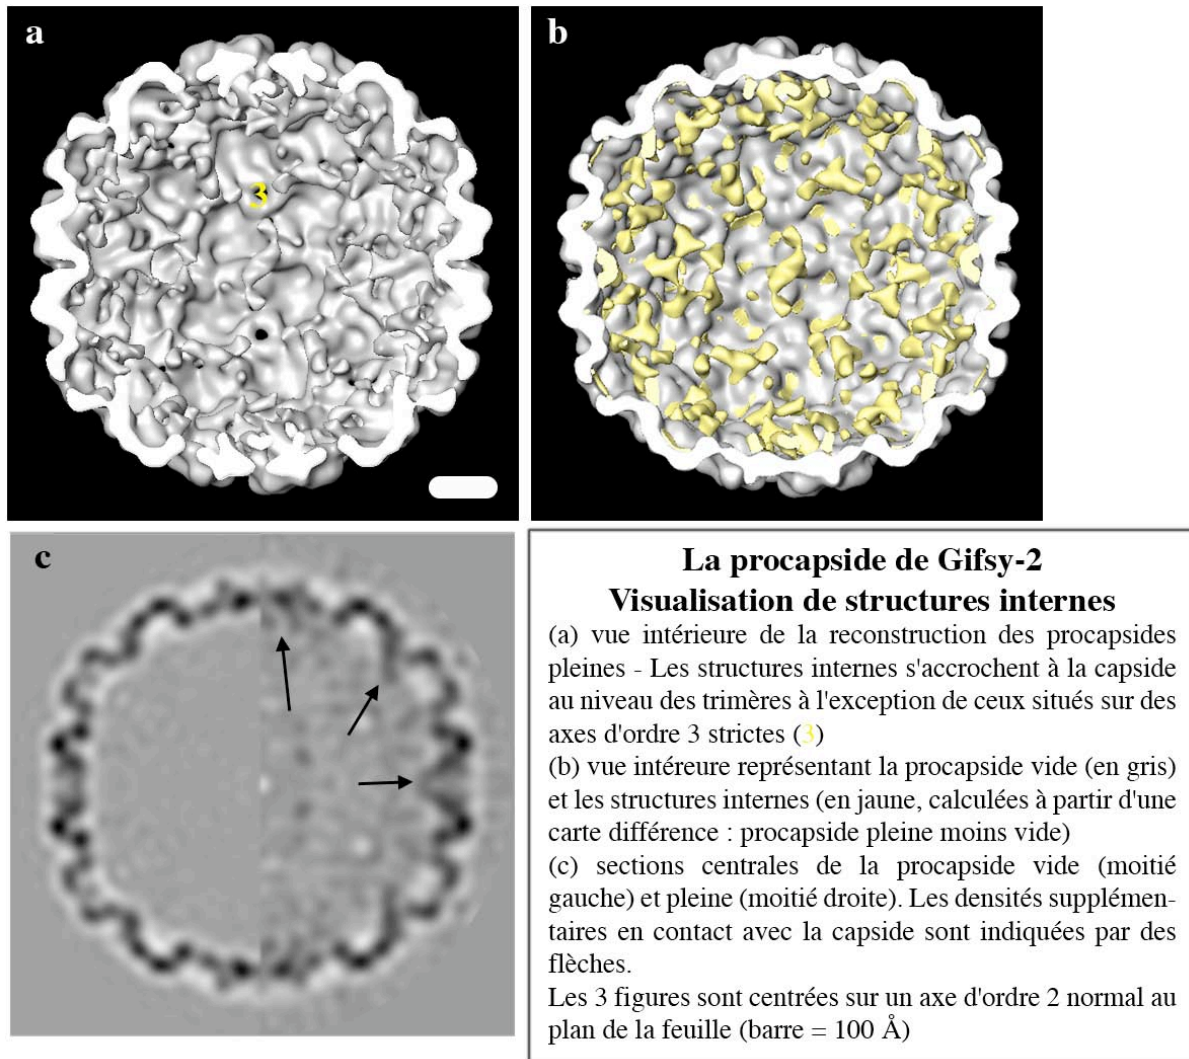 a
b
3
c
La procapside de Gifsy-2
Visualisation de structures internes
(a) vue intérieure de la reconstruction des procapsides
pleines - Les structures internes s'accrochent à la capside
au niveau des trimères à l'exception de ceux situés sur des
axes d'ordre 3 strictes (3)
(b) vue intéreure représentant la procapside vide (en gris)
et les structures internes (en jaune, calculées à partir d'une
carte différence : procapside pleine moins vide)
(c) sections centrales de la procapside vide (moitié
gauche) et pleine (moitié droite). Les densités supplémen-
taires en contact avec la capside sont indiquées par des
flèches.
Les 3 figures sont centrées sur un axe d'ordre 2 normal au
plan de la feuille (barre = 100 Å)